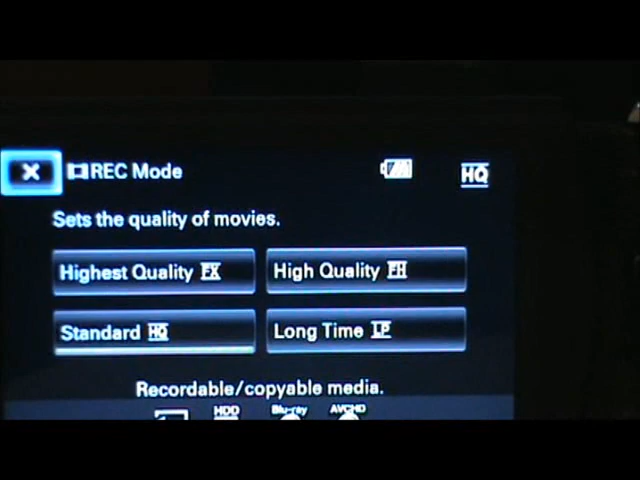 × REC Mode HQ
Sets the quality of movies.
Highest Quality FX High Quality FH
Standard HQ Long Time LP
Recordable/copyable media.
HDD Blu-ray AVCHD